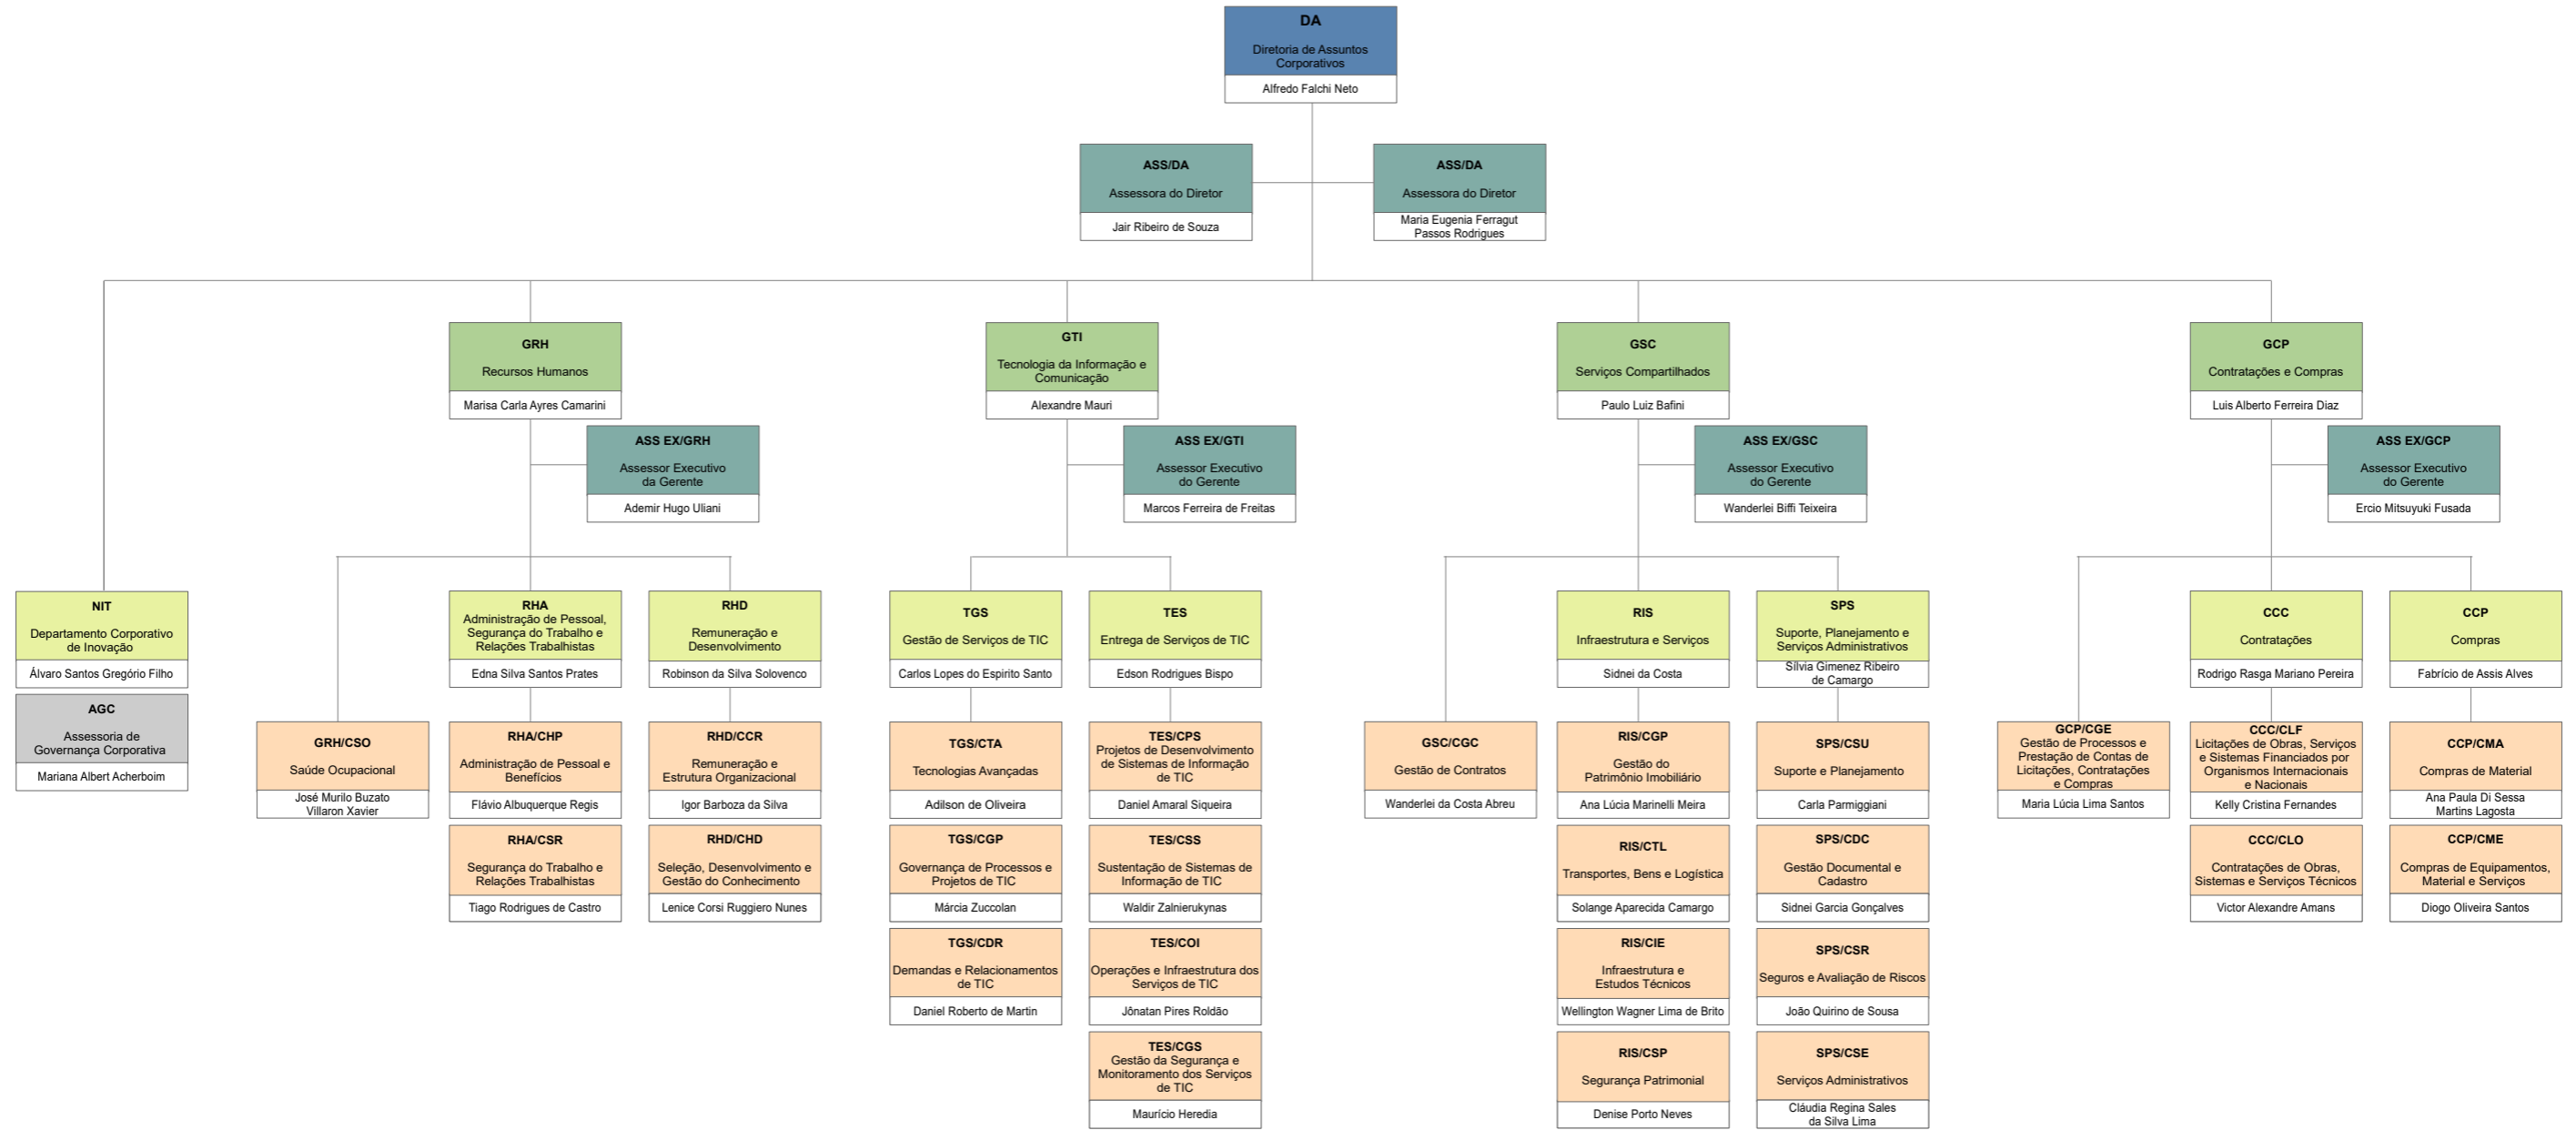 DA
Diretoria de Assuntos
Corporativos
Alfredo Falchi Neto
ASS/DA
Assessora do Diretor
Jair Ribeiro de Souza
ASS/DA
Assessora do Diretor
Maria Eugenia Ferragut
Passos Rodrigues
GRH
Recursos Humanos
Marisa Carla Ayres Camarini
GTI
Tecnologia da Informação e
Comunicação
Alexandre Mauri
GSC
Serviços Compartilhados
Paulo Luiz Bafini
GCP
Contratações e Compras
Luis Alberto Ferreira Diaz
ASS EX/GRH
Assessor Executivo
da Gerente
Ademir Hugo Uliani
ASS EX/GTI
Assessor Executivo
do Gerente
Marcos Ferreira de Freitas
ASS EX/GSC
Assessor Executivo
do Gerente
Wanderlei Biffi Teixeira
ASS EX/GCP
Assessor Executivo
do Gerente
Ercio Mitsuyuki Fusada
NIT
Departamento Corporativo
de Inovação
Álvaro Santos Gregório Filho
AGC
Assessoria de
Governança Corporativa
Mariana Albert Acherboim
GRH/CSO
Saúde Ocupacional
José Murilo Buzato
Villaron Xavier
RHA
Administração de Pessoal,
Segurança do Trabalho e
Relações Trabalhistas
Edna Silva Santos Prates
RHA/CHP
Administração de Pessoal e
Benefícios
Flávio Albuquerque Regis
RHA/CSR
Segurança do Trabalho e
Relações Trabalhistas
Tiago Rodrigues de Castro
RHD
Remuneração e
Desenvolvimento
Robinson da Silva Solovenco
RHD/CCR
Remuneração e
Estrutura Organizacional
Igor Barboza da Silva
RHD/CHD
Seleção, Desenvolvimento e
Gestão do Conhecimento
Lenice Corsi Ruggiero Nunes
TGS
Gestão de Serviços de TIC
Carlos Lopes do Espirito Santo
TGS/CTA
Tecnologias Avançadas
Adilson de Oliveira
TGS/CGP
Governança de Processos e
Projetos de TIC
Márcia Zuccolan
TGS/CDR
Demandas e Relacionamentos
de TIC
Daniel Roberto de Martin
TES
Entrega de Serviços de TIC
Edson Rodrigues Bispo
TES/CPS
Projetos de Desenvolvimento
de Sistemas de Informação
de TIC
Daniel Amaral Siqueira
TES/CSS
Sustentação de Sistemas de
Informação de TIC
Waldir Zalnierukynas
TES/COI
Operações e Infraestrutura dos
Serviços de TIC
Jônatan Pires Roldão
TES/CGS
Gestão da Segurança e
Monitoramento dos Serviços
de TIC
Maurício Heredia
GSC/CGC
Gestão de Contratos
Wanderlei da Costa Abreu
RIS
Infraestrutura e Serviços
Sidnei da Costa
RIS/CGP
Gestão do
Patrimônio Imobiliário
Ana Lúcia Marinelli Meira
RIS/CTL
Transportes, Bens e Logística
Solange Aparecida Camargo
RIS/CIE
Infraestrutura e
Estudos Técnicos
Wellington Wagner Lima de Brito
RIS/CSP
Segurança Patrimonial
Denise Porto Neves
SPS
Suporte, Planejamento e
Serviços Administrativos
Sílvia Gimenez Ribeiro
de Camargo
SPS/CSU
Suporte e Planejamento
Carla Parmiggiani
SPS/CDC
Gestão Documental e
Cadastro
Sidnei Garcia Gonçalves
SPS/CSR
Seguros e Avaliação de Riscos
João Quirino de Sousa
SPS/CSE
Serviços Administrativos
Cláudia Regina Sales
da Silva Lima
GCP/CGE
Gestão de Processos e
Prestação de Contas de
Licitações, Contratações
e Compras
Maria Lúcia Lima Santos
CCC
Contratações
Rodrigo Rasga Mariano Pereira
CCC/CLF
Licitações de Obras, Serviços
e Sistemas Financiados por
Organismos Internacionais
e Nacionais
Kelly Cristina Fernandes
CCC/CLO
Contratações de Obras,
Sistemas e Serviços Técnicos
Victor Alexandre Amans
CCP
Compras
Fabrício de Assis Alves
CCP/CMA
Compras de Material
Ana Paula Di Sessa
Martins Lagosta
CCP/CME
Compras de Equipamentos,
Material e Serviços
Diogo Oliveira Santos